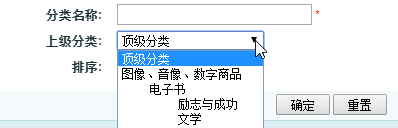 分类名称： *
上级分类： 顶级分类
顶级分类
图像、音像、数字商品
排序： 电子书
励志与成功
确定 重置
文学